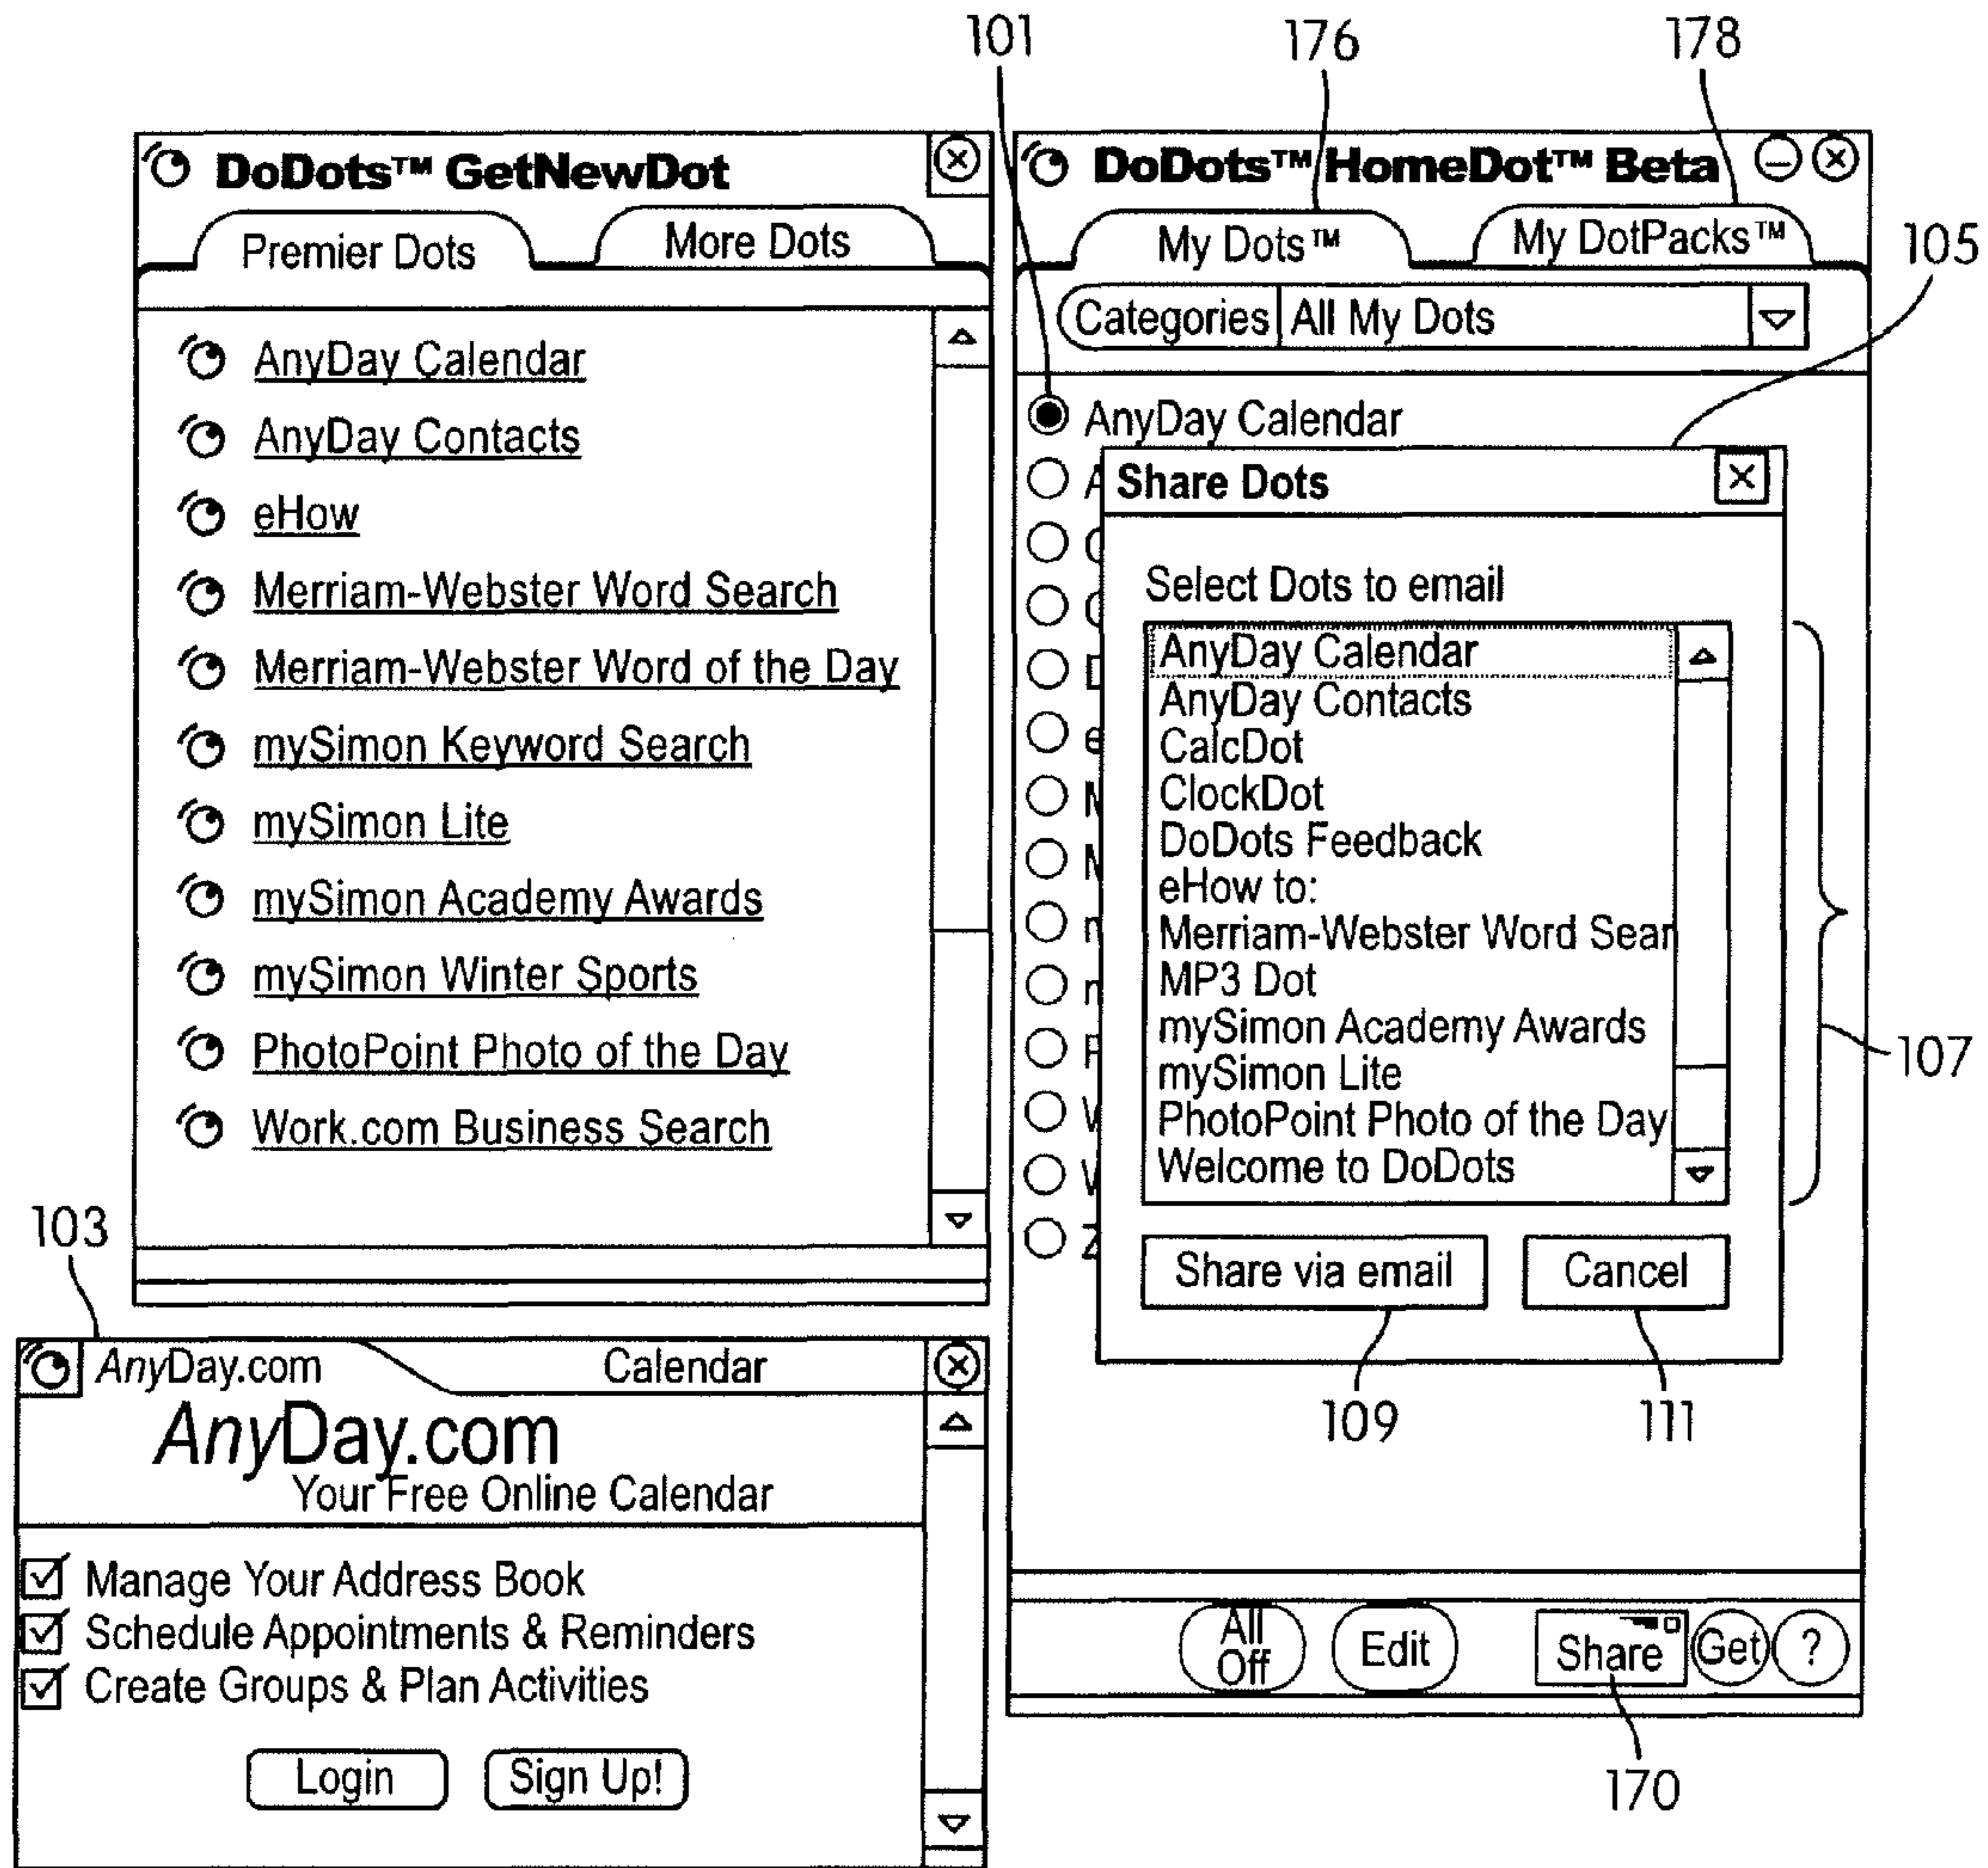 101
176
178
DoDots™ GetNewDot
Premier Dots
More Dots
AnyDay Calendar
AnyDay Contacts
eHow
Merriam-Webster Word Search
Merriam-Webster Word of the Day
mySimon Keyword Search
mySimon Lite
mySimon Academy Awards
mySimon Winter Sports
PhotoPoint Photo of the Day
Work.com Business Search
DoDots™ HomeDot™ Beta
My Dots™
My DotPacks™
105
Categories All My Dots
AnyDay Calendar
Share Dots
Select Dots to email
AnyDay Calendar
AnyDay Contacts
CalcDot
ClockDot
DoDots Feedback
eHow to:
Merriam-Webster Word Sear
MP3 Dot
mySimon Academy Awards
mySimon Lite
PhotoPoint Photo of the Day
Welcome to DoDots
107
Share via email
Cancel
109
111
All
Off
Edit
Share
Get
?
170
103
AnyDay.com
Calendar
AnyDay.com
Your Free Online Calendar
Manage Your Address Book
Schedule Appointments & Reminders
Create Groups & Plan Activities
Login
Sign Up!